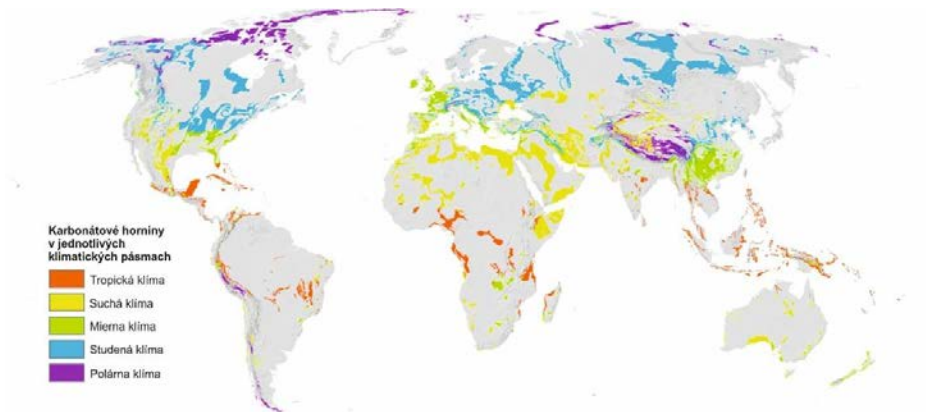 Karbonátové horniny
v jednotlivých
klimatických pásmach
Tropická klíma
Suchá klíma
Mierna klíma
Studená klíma
Polárna klíma